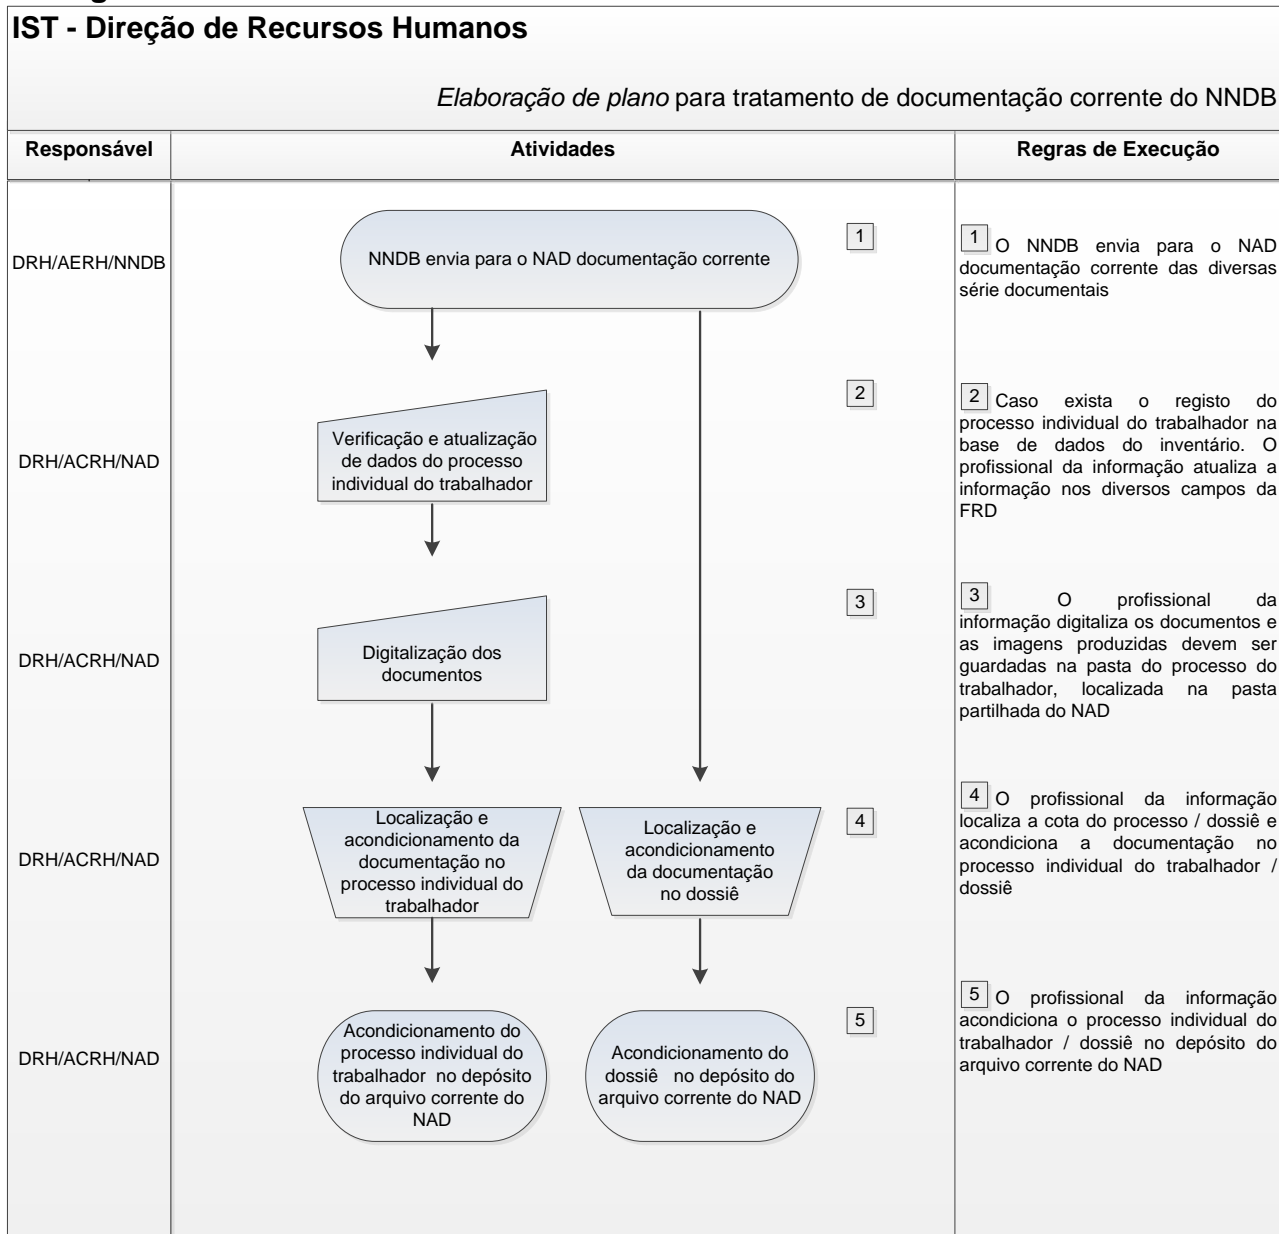 IST - Direção de Recursos Humanos
Elaboração de plano para tratamento de documentação corrente do NNDB
Responsável
Atividades
Regras de Execução
DRH/AERH/NNDB
NNDB envia para o NAD documentação corrente
1
1 O NNDB envia para o NAD
documentação corrente das diversas
série documentais
DRH/ACRH/NAD
Verificação e atualização
de dados do processo
individual do trabalhador
2
2 Caso exista o registo do
processo individual do trabalhador na
base de dados do inventário. O
profissional da informação atualiza a
informação nos diversos campos da
FRD
DRH/ACRH/NAD
Digitalização dos
documentos
3
3 O profissional da
informação digitaliza os documentos e
as imagens produzidas devem ser
guardadas na pasta do processo do
trabalhador, localizada na pasta
partilhada do NAD
DRH/ACRH/NAD
Localização e
acondicionamento da
documentação no
processo individual do
trabalhador
Localização e
acondicionamento
da documentação
no dossiê
4
4 O profissional da informação
localiza a cota do processo / dossiê e
acondiciona a documentação no
processo individual do trabalhador /
dossiê
DRH/ACRH/NAD
Acondicionamento do
processo individual do
trabalhador no depósito
do arquivo corrente do
NAD
Acondicionamento do
dossiê no depósito do
arquivo corrente do NAD
5
5 O profissional da informação
acondiciona o processo individual do
trabalhador / dossiê no depósito do
arquivo corrente do NAD